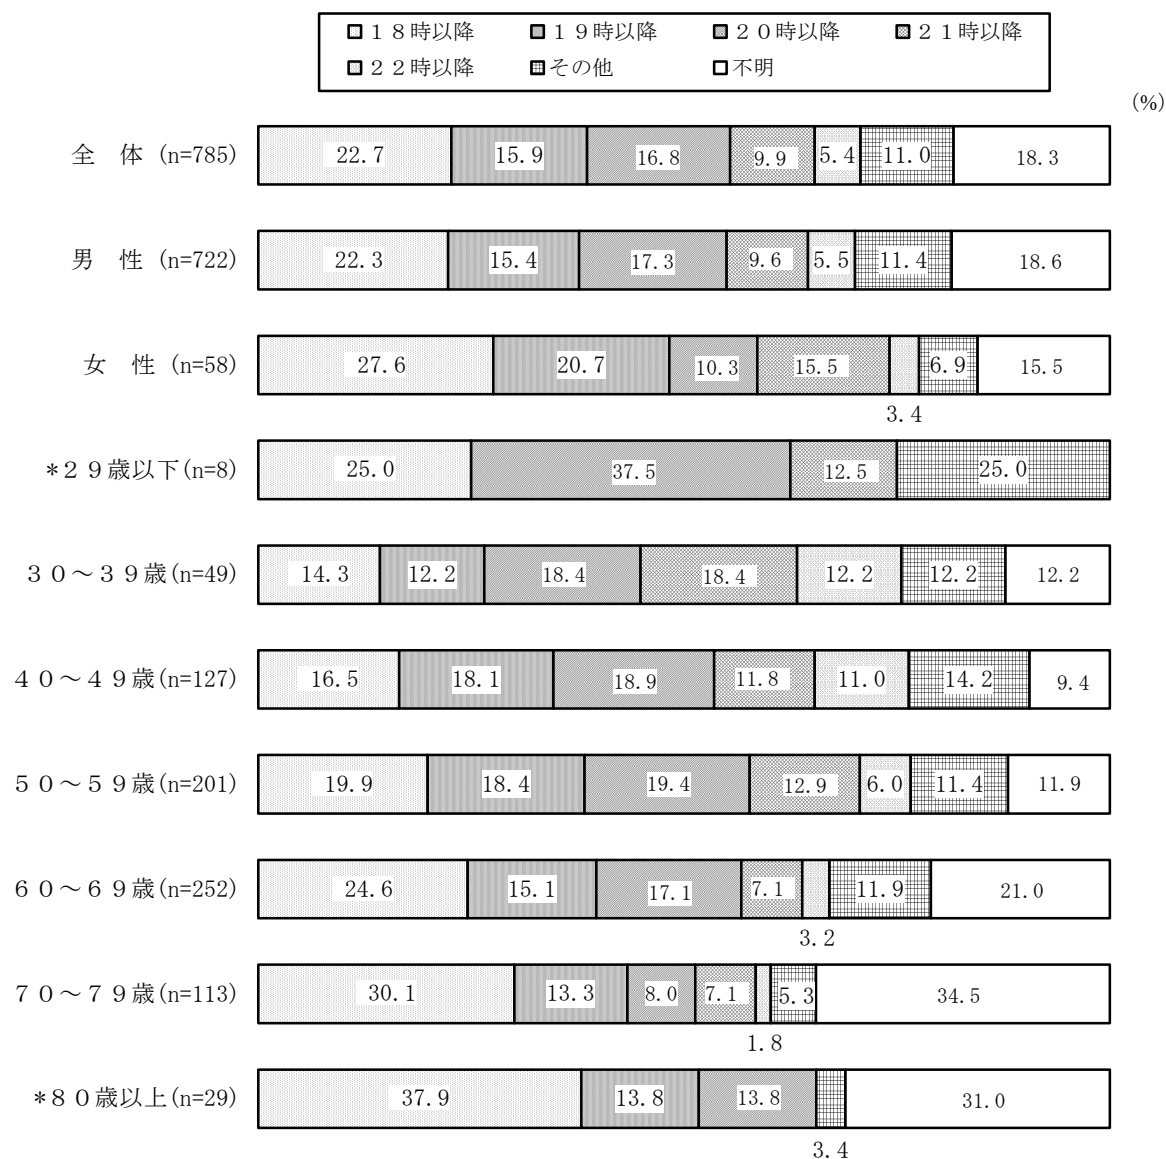 １８時以降 １９時以降 ２０時以降 ２１時以降
２２時以降 その他 不明
(%)
全　体 (n=785) 22.7 15.9 16.8 9.9 5.4 11.0 18.3
男　性 (n=722) 22.3 15.4 17.3 9.6 5.5 11.4 18.6
女　性 (n=58) 27.6 20.7 10.3 15.5 6.9 15.5
3.4
*２９歳以下(n=8) 25.0 37.5 12.5 25.0
３０～３９歳(n=49) 14.3 12.2 18.4 18.4 12.2 12.2 12.2
４０～４９歳(n=127) 16.5 18.1 18.9 11.8 11.0 14.2 9.4
５０～５９歳(n=201) 19.9 18.4 19.4 12.9 6.0 11.4 11.9
６０～６９歳(n=252) 24.6 15.1 17.1 7.1 11.9 21.0
3.2
７０～７９歳(n=113) 30.1 13.3 8.0 7.1 5.3 34.5
1.8
*８０歳以上(n=29) 37.9 13.8 13.8 31.0
3.4